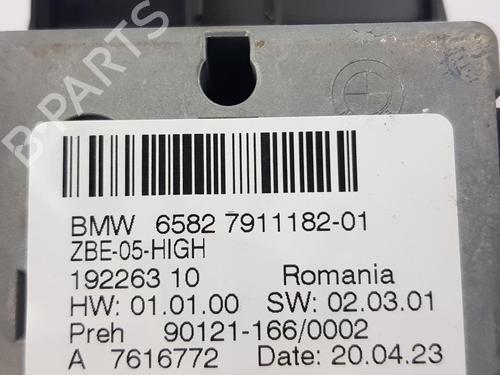 B-PARTS
BMW 6582 7911182-01
ZBE-05-HIGH
192263 10 Romania
HW: 01.01.00 SW: 02.03.01
Preh 90121-166/0002
A 7616772 Date: 20.04.23